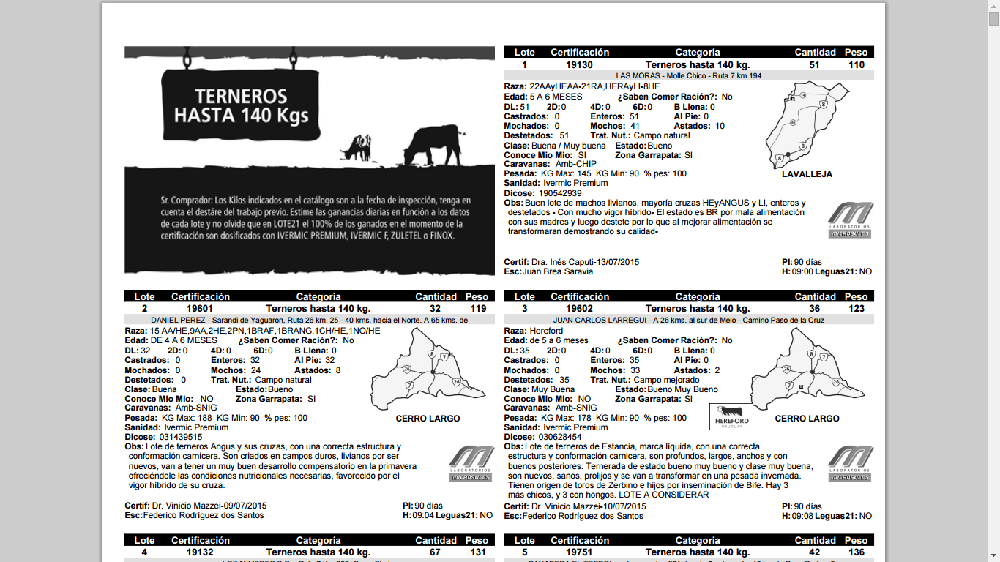 TERNEROS
HASTA 140 Kgs
Sr. Comprador: Los Kilos indicados en el catálogo son a la fecha de inspección, tenga en
cuenta el destáre del trabajo previo. Estime las ganancias diarias en función a los datos
de cada lote y no olvide que en LOTE21 el 100% de los ganados en el momento de la
certificación son dosificados con IVERMIC PREMIUM, IVERMIC F, ZULETEL o FINOX.
Lote Certificación Categoría Cantidad Peso
1 19130 Terneros hasta 140 kg. 51 110
LAS MORAS - Molle Chico - Ruta 7 km 194
Raza: 22AAyHEAA-21RA,HERAyLI-8HE
Edad: 5 A 6 MESES ¿Saben Comer Ración?: No
DL: 51 2D: 0 4D: 0 6D: 0 B Llena: 0
Castrados: 0 Enteros: 51 Al Pie: 0
Mochados: 0 Mochos: 41 Astados: 10
Destetados: 51 Trat. Nut.: Campo natural
Clase: Buena / Muy buena Estado: Bueno
Conoce Mio Mio: SI Zona Garrapata: SI
Caravanas: Amb-CHIP
Pesada: KG Max: 145 KG Min: 90 % pes: 100
Sanidad: Ivermic Premium
Dicose: 190542939
Obs: Buen lote de machos livianos, mayoría cruzas HEyANGUS y LI, enteros y
destetados - Con mucho vigor híbrido- El estado es BR por mala alimentación
con sus madres y luego destete por lo que al mejorar alimentación se
transformaran demostrando su calidad-
14
8
40
8
8
LAVALLEJA
LABORATORIOS
MICROSULES
Certif: Dra. Inés Caputi-13/07/2015 Pl: 90 días
Esc: Juan Brea Saravia H: 09:00 Leguas21: NO
Lote Certificación Categoría Cantidad Peso
2 19601 Terneros hasta 140 kg. 32 119
DANIEL PEREZ - Sarandi de Yaguaron, Ruta 26 km. 25 - 40 kms. hacia el Norte. A 65 kms. de
Raza: 15 AA/HE,9AA,2HE,2PN,1BRAF,1BRANG,1CH/HE,1NO/HE
Edad: DE 4 A 6 MESES ¿Saben Comer Ración?: No
DL: 32 2D: 0 4D: 0 6D: 0 B Llena: 0
Castrados: 0 Enteros: 32 Al Pie: 32
Mochados: 0 Mochos: 24 Astados: 8
Destetados: 0 Trat. Nut.: Campo natural
Clase: Buena Estado: Bueno
Conoce Mio Mio: NO Zona Garrapata: SI
Caravanas: Amb-SNIG
Pesada: KG Max: 188 KG Min: 90 % pes: 100
Sanidad: Ivermic Premium
Dicose: 031439515
Obs: Lote de terneros Angus y sus cruzas, con una correcta estructura y
conformación carnicera. Son criados en campos duros, livianos por ser
nuevos, van a tener un muy buen desarrollo compensatorio en la primavera
ofreciéndole las condiciones nutricionales necesarias, favorecido por el
vigor híbrido de su cruza.
8
7
26
7
26
CERRO LARGO
LABORATORIOS
MICROSULES
Certif: Dr. Vinicio Mazzei-09/07/2015 Pl: 90 días
Esc: Federico Rodríguez dos Santos H: 09:04 Leguas21: NO
Lote Certificación Categoría Cantidad Peso
3 19602 Terneros hasta 140 kg. 36 123
JUAN CARLOS LARREGUI - A 26 kms. al sur de Melo - Camino Paso de la Cruz
Raza: Hereford
Edad: de 5 a 6 meses ¿Saben Comer Ración?: No
DL: 35 2D: 0 4D: 0 6D: 0 B Llena: 0
Castrados: 0 Enteros: 35 Al Pie: 0
Mochados: 0 Mochos: 33 Astados: 2
Destetados: 35 Trat. Nut.: Campo mejorado
Clase: Muy Buena Estado: Bueno Muy Bueno
Conoce Mio Mio: NO Zona Garrapata: SI
Caravanas: Amb-SNIG
Pesada: KG Max: 178 KG Min: 90 % pes: 100
Sanidad: Ivermic Premium
Dicose: 030628454
Obs: Lote de terneros de Estancia, marca líquida, con una correcta
estructura y conformación carnicera, son profundos, largos, anchos y con
buenos posteriores. Ternerada de estado bueno muy bueno y clase muy buena,
son nuevos, sanos, prolijos y se van a transformar en una pesada invernada.
Tienen origen de toros de Zerbino e hijos por inseminación de Bife. Hay 3
más chicos, y 3 con hongos. LOTE A CONSIDERAR
8
7
26
7
26
HEREFORD
URUGUAY
CERRO LARGO
LABORATORIOS
MICROSULES
Certif: Dr. Vinicio Mazzei-10/07/2015 Pl: 90 días
Esc: Federico Rodríguez dos Santos H: 09:08 Leguas21: NO
Lote Certificación Categoría Cantidad Peso
4 19132 Terneros hasta 140 kg. 67 131
Lote Certificación Categoría Cantidad Peso
5 19751 Terneros hasta 140 kg. 42 136